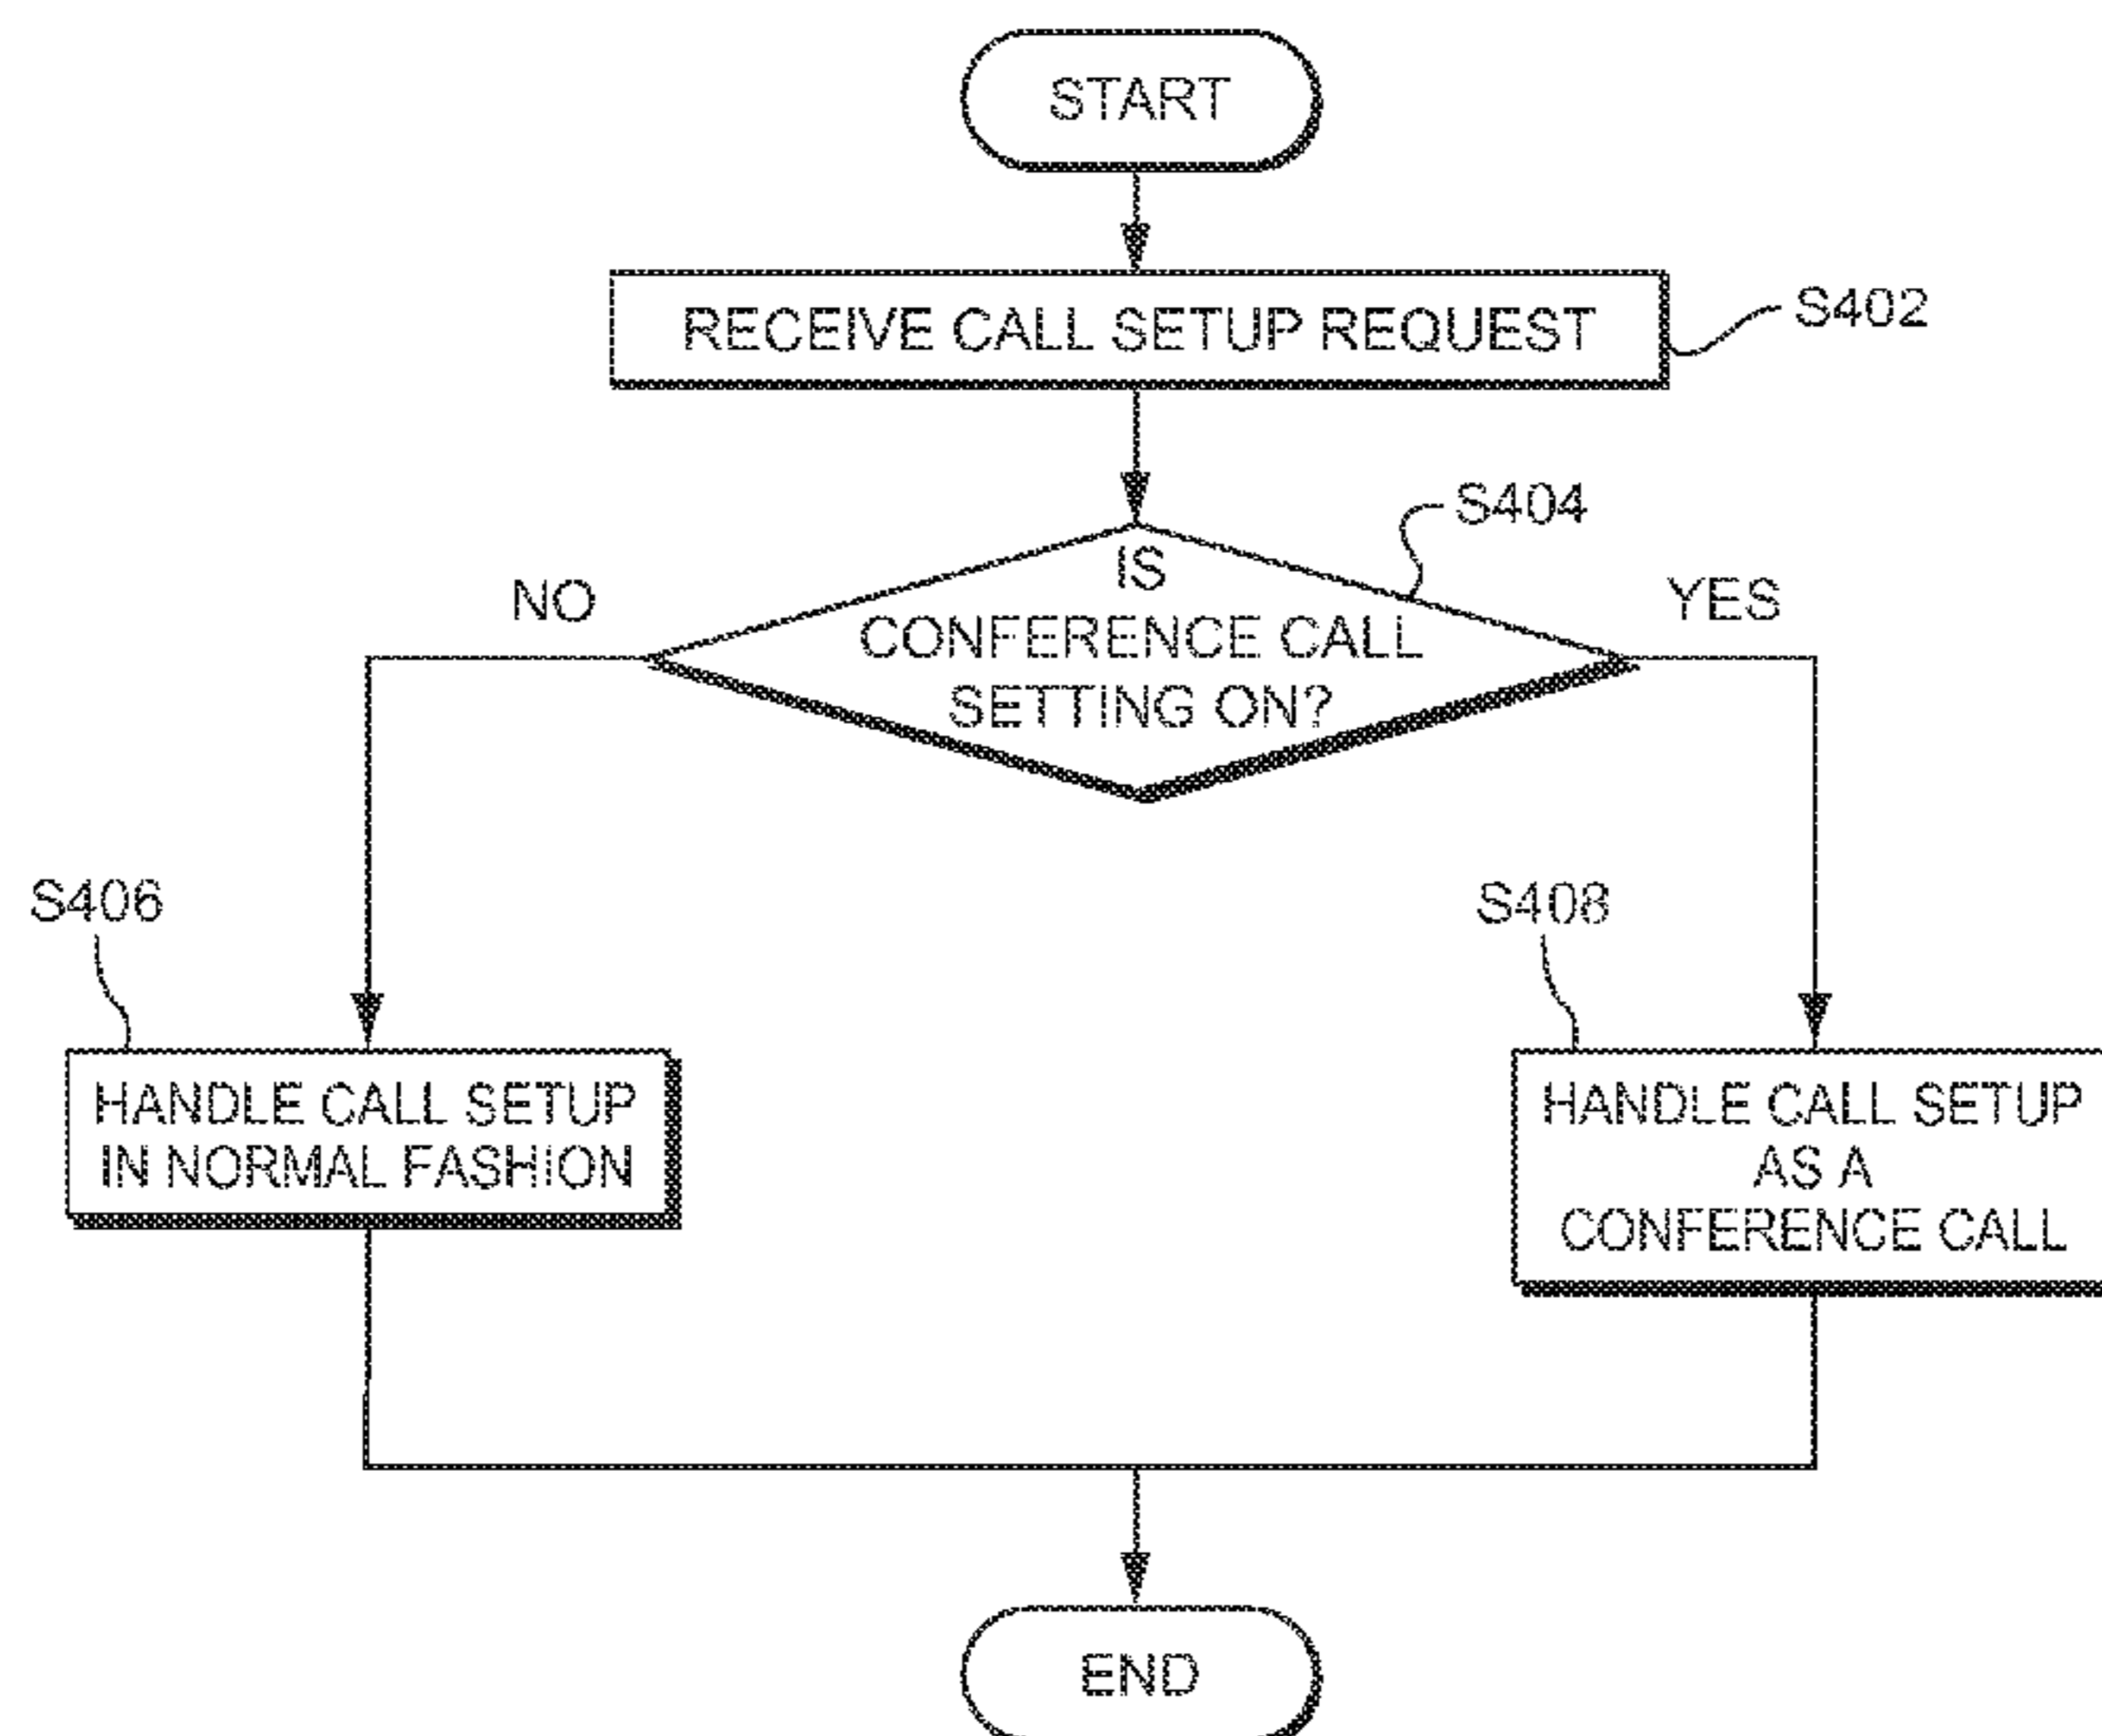 START
RECEIVE CALL SETUP REQUEST
S402
S404
IS
CONFERENCE CALL
SETTING ON?
NO
YES
S406
HANDLE CALL SETUP
IN NORMAL FASHION
S408
HANDLE CALL SETUP
AS A
CONFERENCE CALL
END